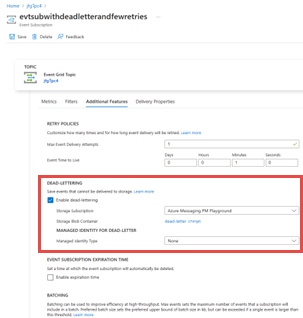 Home > jfgTpc4 >
evtsubwithdeadletterandfewretries ...
Event Subscription
Save Delete Feedback
TOPIC
Event Grid Topic
jfgTpc4
Metrics Filters Additional Features Delivery Properties
RETRY POLICIES
Customize how many times and for how long event delivery will be retried. Learn more
Max Event Delivery Attempts 1
Days Hours Minutes Seconds
Event Time to Live 0 0 1 0
DEAD-LETTERING
Save events that cannot be delivered to storage. Learn more
Enable dead-lettering
Storage Subscription Azure Messaging PM Playground
Storage Blob Container
MANAGED IDENTITY FOR DEAD-LETTER
Managed Identity Type None
EVENT SUBSCRIPTION EXPIRATION TIME
Set a time at which the event subscription will automatically be deleted.
Enable expiration time
BATCHING
Batching can be used to improve efficiency at high-throughput. Max events sets the maximum number of events that a subscription will
include in a batch. Preferred batch size sets the preferred upper bound of batch size in kb, but can be exceeded if a single event is larger than
this threshold. Learn more